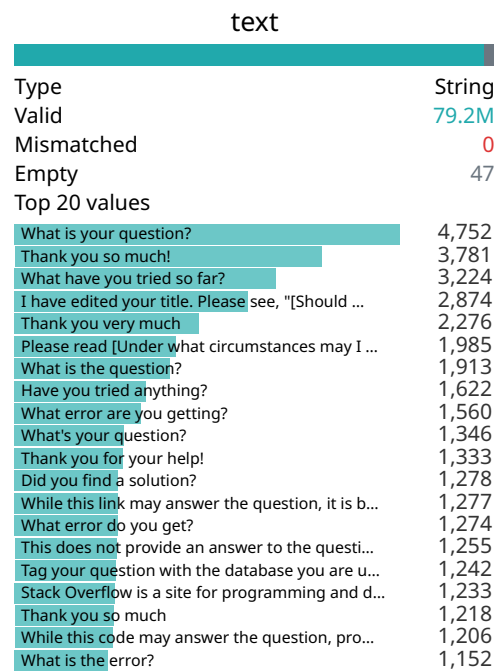 text
Type String
Valid 79.2M
Mismatched 0
Empty 47
Top 20 values
What is your question? 4,752
Thank you so much! 3,781
What have you tried so far? 3,224
I have edited your title. Please see, "[Should ... 2,874
Thank you very much 2,276
Please read [Under what circumstances may I ... 1,985
What is the question? 1,913
Have you tried anything? 1,622
What error are you getting? 1,560
What's your question? 1,346
Thank you for your help! 1,333
Did you find a solution? 1,278
While this link may answer the question, it is b... 1,277
What error do you get? 1,274
This does not provide an answer to the questi... 1,255
Tag your question with the database you are u... 1,242
Stack Overflow is a site for programming and d... 1,233
Thank you so much 1,218
While this code may answer the question, pro... 1,206
What is the error? 1,152